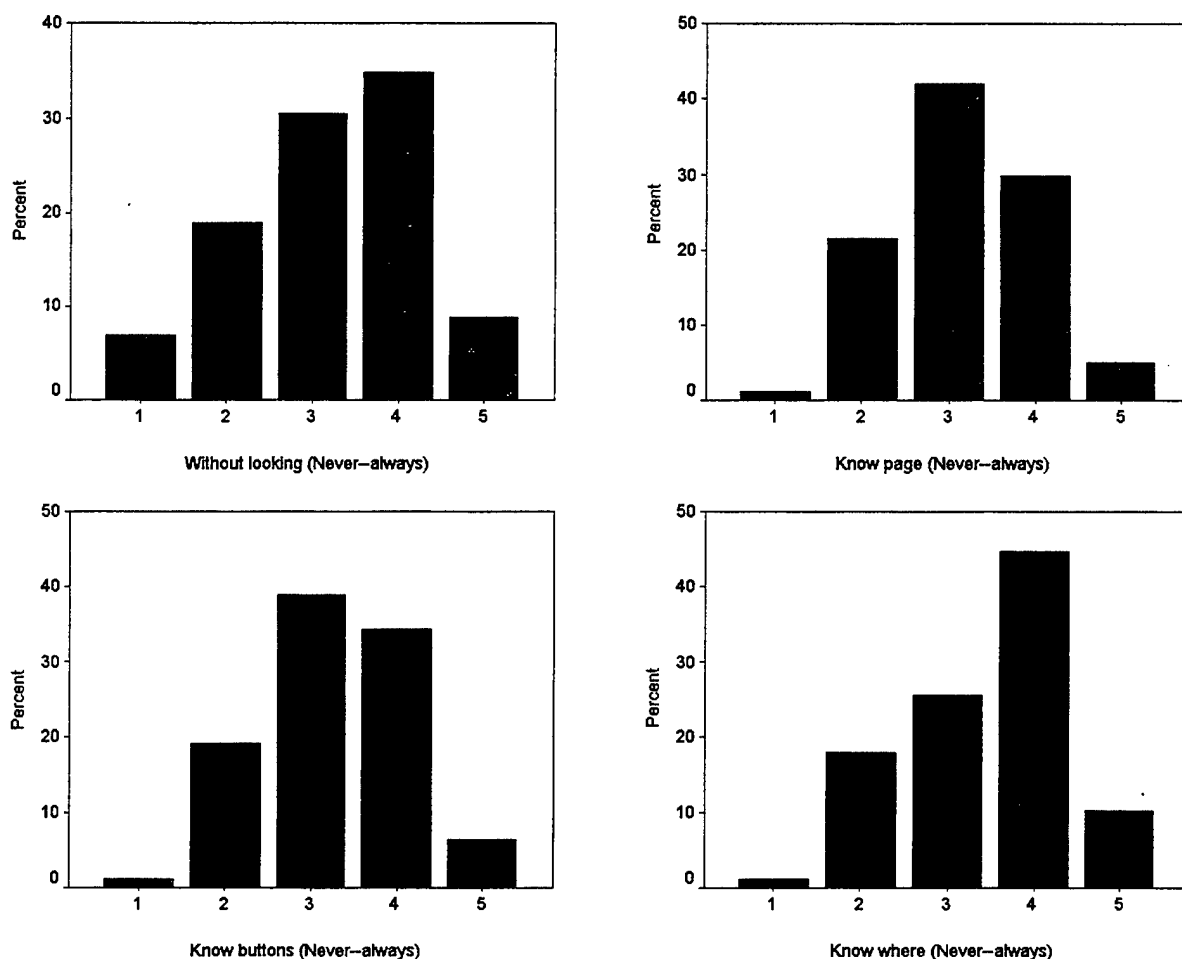 40
30
20
10
0
Percent
1 2 3 4 5
Without looking (Never--always)
50
40
30
20
10
0
Percent
1 2 3 4 5
Know page (Never--always)
50
40
30
20
10
0
Percent
1 2 3 4 5
Know buttons (Never--always)
50
40
30
20
10
0
Percent
1 2 3 4 5
Know where (Never--always)